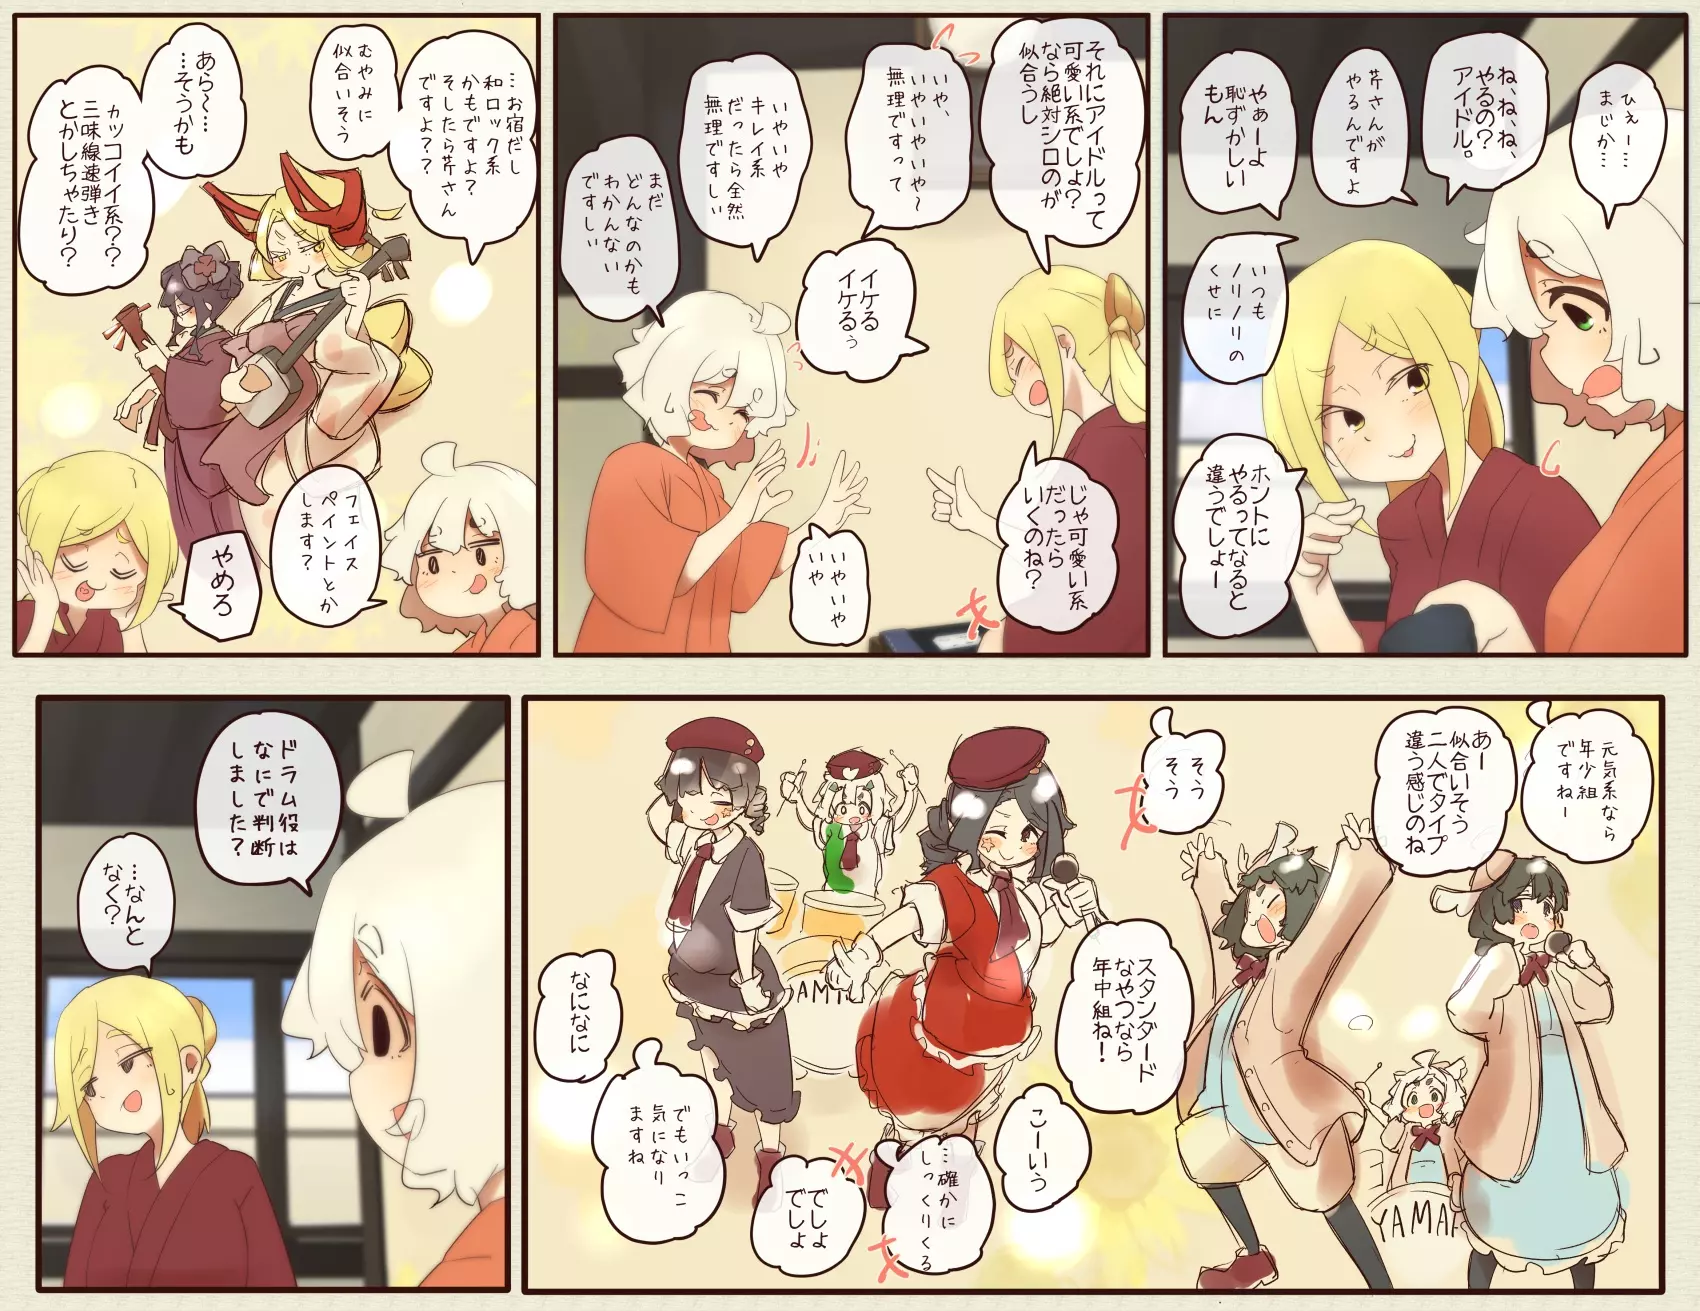 ひぇー…
まじか…
ね、ね、ね、
やるの？
アイドル。
芹さんが
やるんですよ
やぁーよ
恥ずかしい
もん
いつも
ノリノリの
くせに
ホントに
やるってなると
違うでしょー
それにアイドルって
可愛い系でしょ？
なら絶対シロのが
似合うし
いや、
いやいやいや～
無理ですって
イケる
イケるぅ
いやいや
キレイ系
だったら全然
無理ですしぃ
まだ
どんなのかも
わかんない
ですしぃ
じゃ可愛い系
だったら
いくのね？
いやいや
いや
…お宿だし
和ロック系
かもですよ？
そしたら芹さん
ですよ？？
むやみに
似合いそう
あら～…
…そうかも
カッコイイ系？？
三味線速弾き
とかしちゃたり？
フェイス
ペイントとか
します？
やめろ
元気系なら
年少組
ですねー
あー
似合いそう
二人でタイプ
違う感じのね
そう
そう
YAMA
スタンダード
なやつなら
年中組ね！
こーいう
…確かに
しっくりくる
でしょ
でしょ
でもいっこ
気になり
ますね
なになに
ドラム役は
なにで判断
しました？
…なんと
なく？